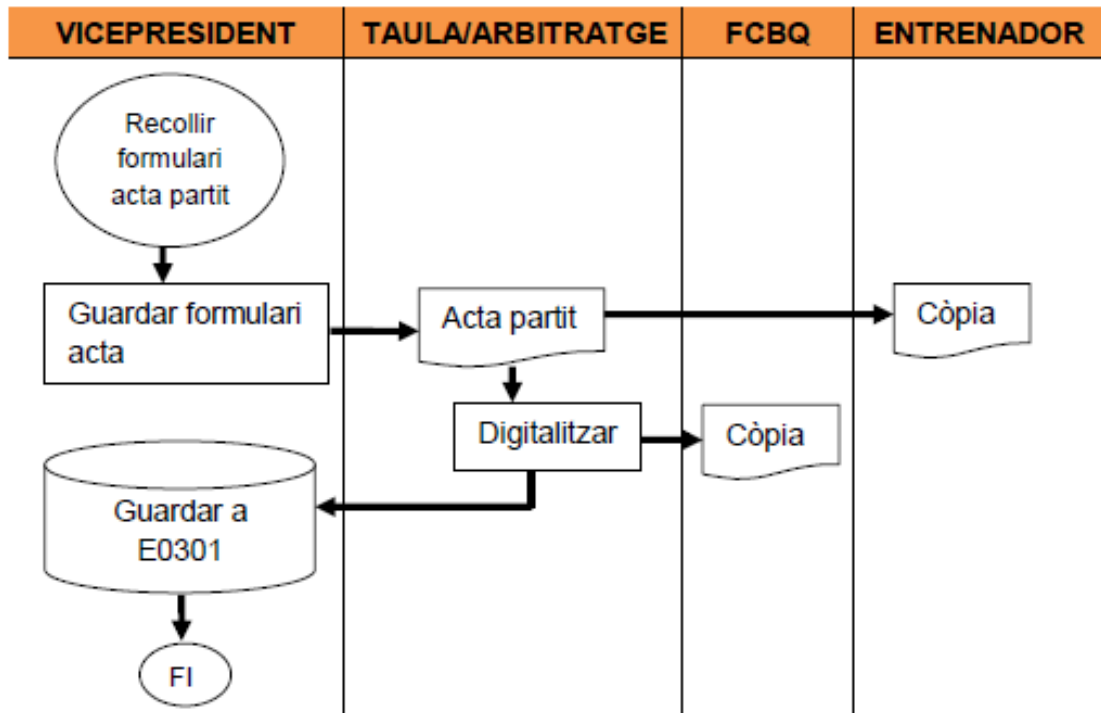 VICEPRESIDENT
TAULA/ARBITRATGE
FCBQ
ENTRENADOR
Recollir
formulari
acta partit
Guardar formulari
acta
Acta partit
Còpia
Digitalitzar
Còpia
Guardar a
E0301
FI